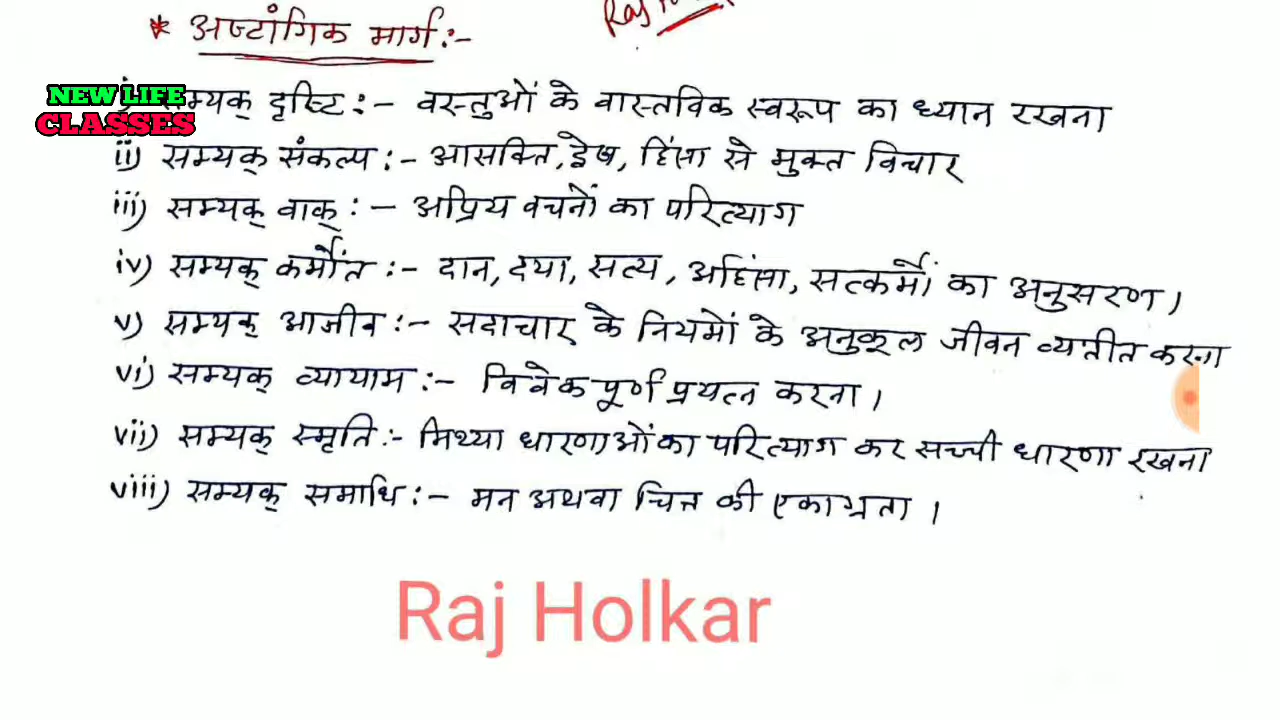 * अष्टांगिक मार्ग:-
Raj
NEW LIFE
CLASSES
i) सम्यक् दृष्टि:- वस्तुओं के वास्तविक स्वरूप का ध्यान रखना
ii) सम्यक् संकल्प:- आसक्ति, द्वेष, हिंसा से मुक्त विचार
iii) सम्यक् वाक्:- अप्रिय वचनों का परित्याग
iv) सम्यक् कर्मांत:- दान, दया, सत्य, अहिंसा, सत्कर्मों का अनुसरण।
v) सम्यक् आजीव:- सदाचार के नियमों के अनुकूल जीवन व्यतीत करना
vi) सम्यक् व्यायाम:- विवेकपूर्ण प्रयत्न करना।
vii) सम्यक् स्मृति:- मिथ्या धारणाओं का परित्याग कर सच्ची धारणा रखना
viii) सम्यक् समाधि:- मन अथवा चित्त की एकाग्रता।
Raj Holkar